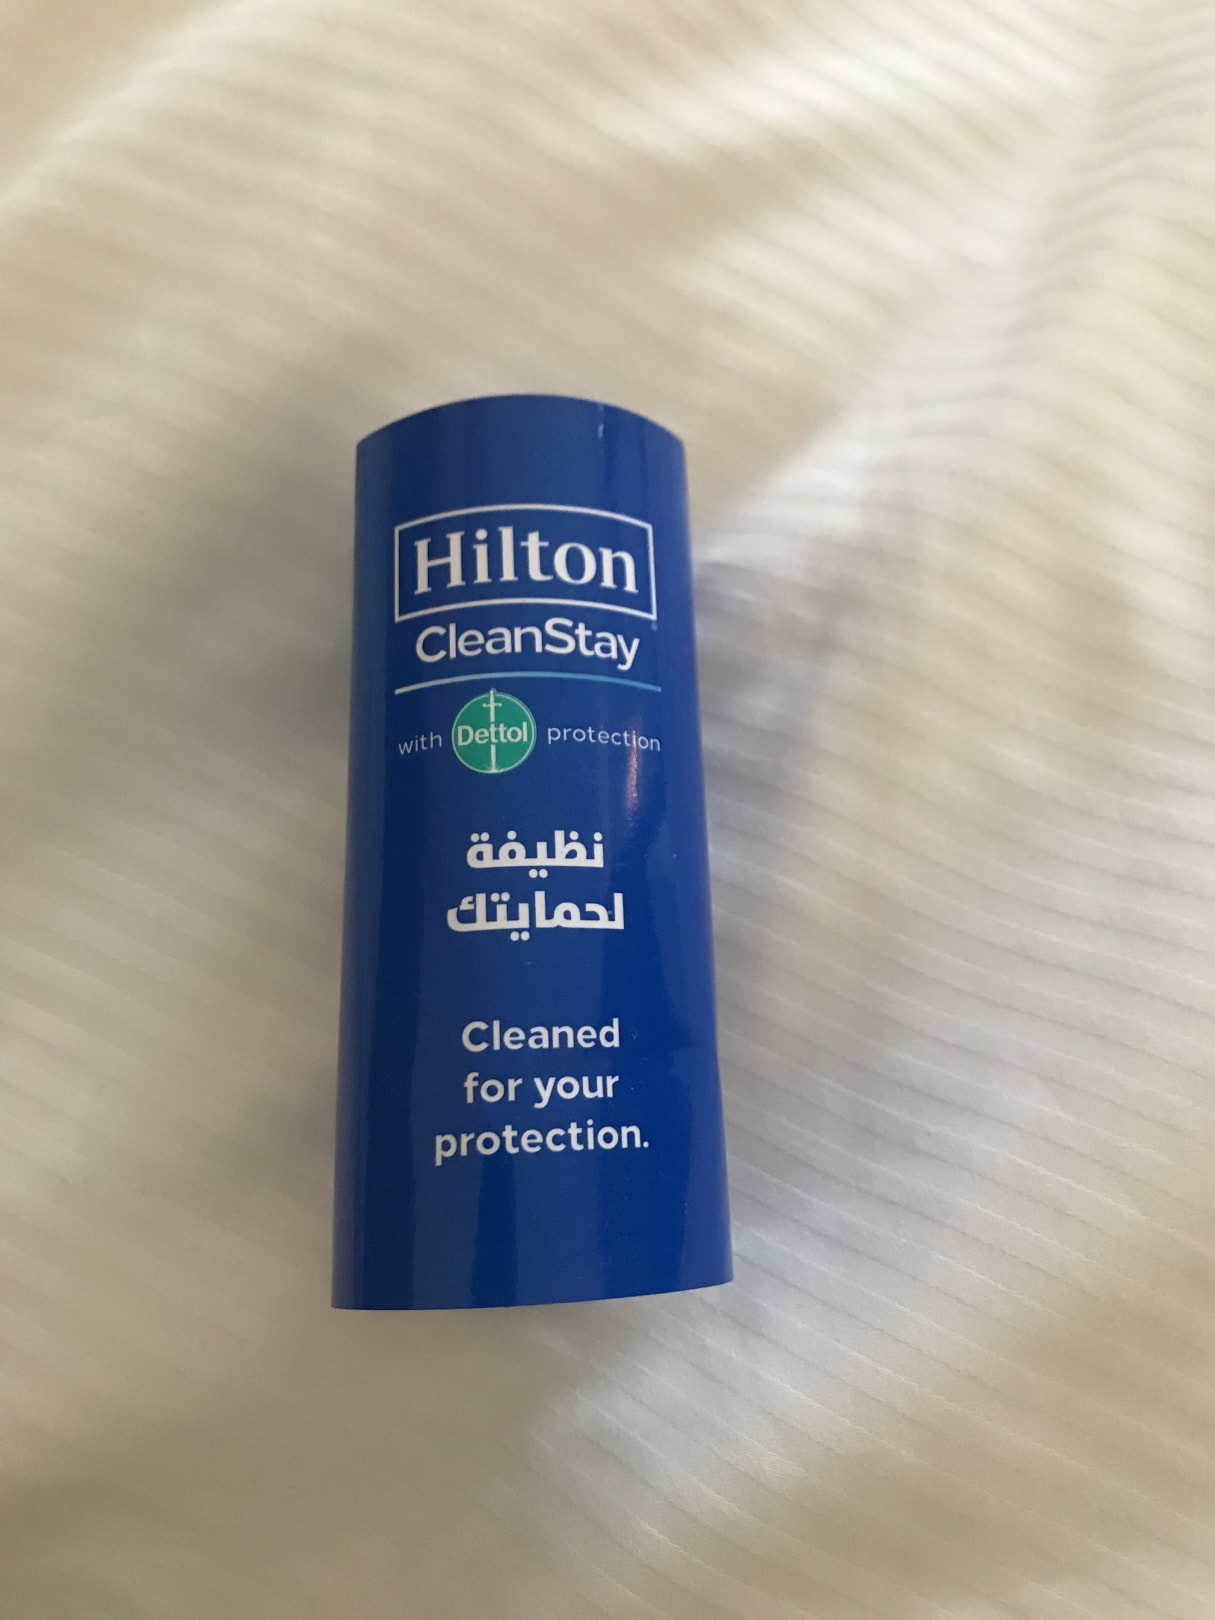 Hilton
CleanStay
with Dettol protection
نظيفة
لحمايتك
Cleaned
for your
protection.